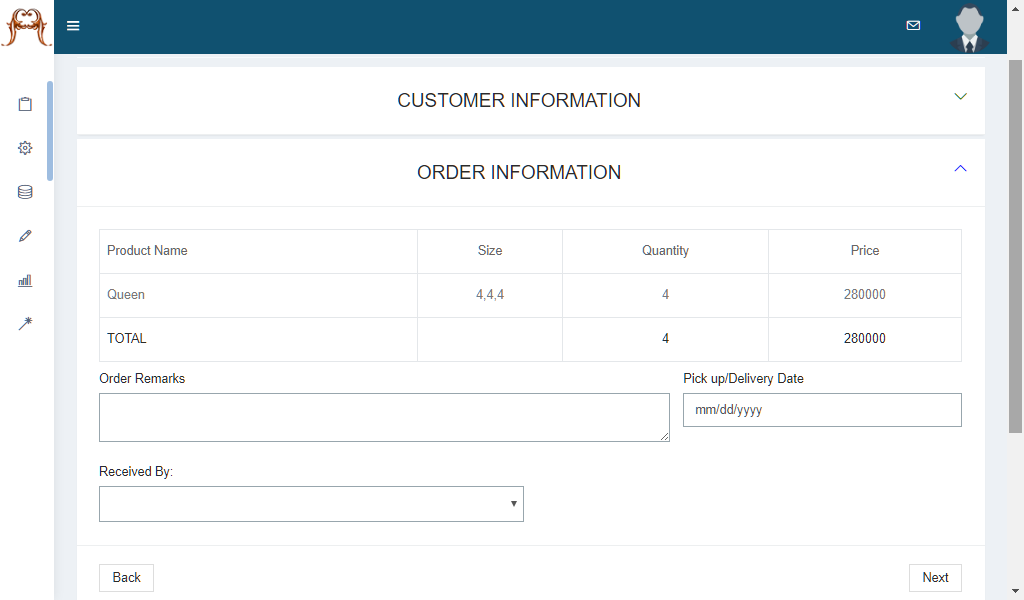 CUSTOMER INFORMATION
ORDER INFORMATION
Product Name Size Quantity Price
Queen 4,4,4 4 280000
TOTAL 4 280000
Order Remarks Pick up/Delivery Date
mm/dd/yyyy
Received By:
Back Next